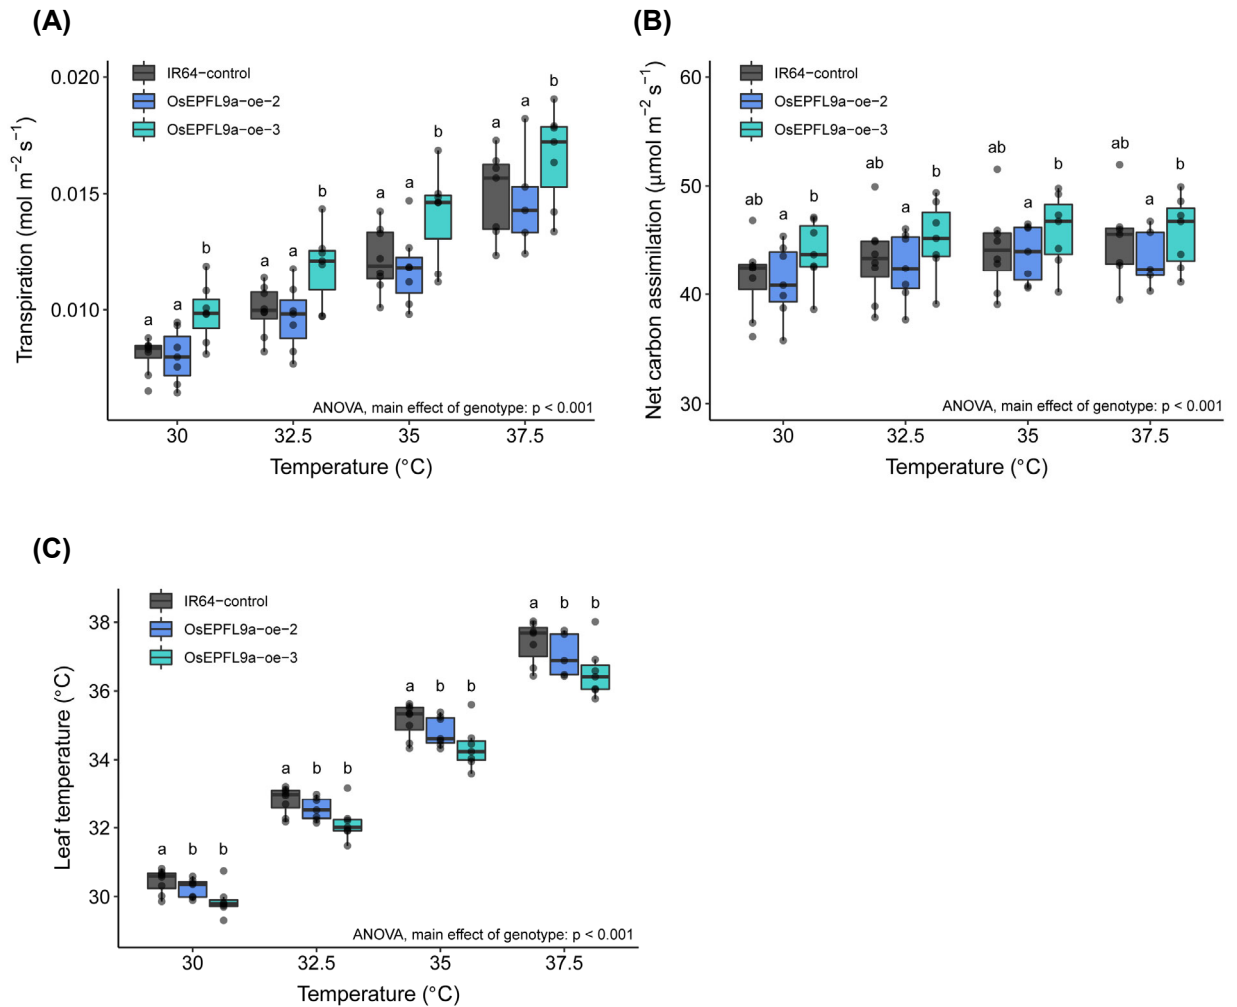 (A)
IR64−control
OsEPFL9a−oe−2
OsEPFL9a−oe−3
Transpiration (mol m−2 s−1)
0.020
0.015
0.010
a a b
a a b
a a b
a a b
ANOVA, main effect of genotype: p < 0.001
30 32.5 35 37.5
Temperature (°C)
(B)
IR64−control
OsEPFL9a−oe−2
OsEPFL9a−oe−3
Net carbon assimilation (μmol m−2 s−1)
60
50
40
30
ab a b
ab a b
ab a b
ab a b
ANOVA, main effect of genotype: p < 0.001
30 32.5 35 37.5
Temperature (°C)
(C)
IR64−control
OsEPFL9a−oe−2
OsEPFL9a−oe−3
Leaf temperature (°C)
38
36
34
32
30
a b b
a b b
a b b
a b b
ANOVA, main effect of genotype: p < 0.001
30 32.5 35 37.5
Temperature (°C)